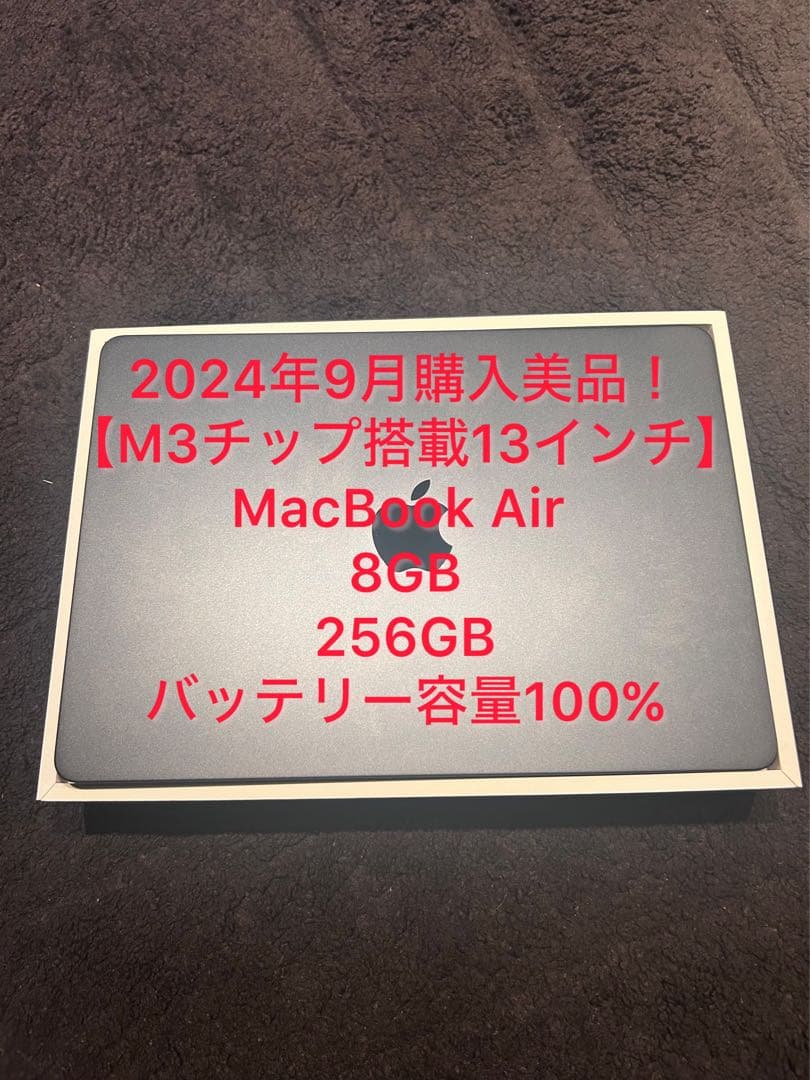 2024年9月購入美品！
【M3チップ搭載13インチ】
MacBook Air
8GB
256GB
バッテリー容量100%